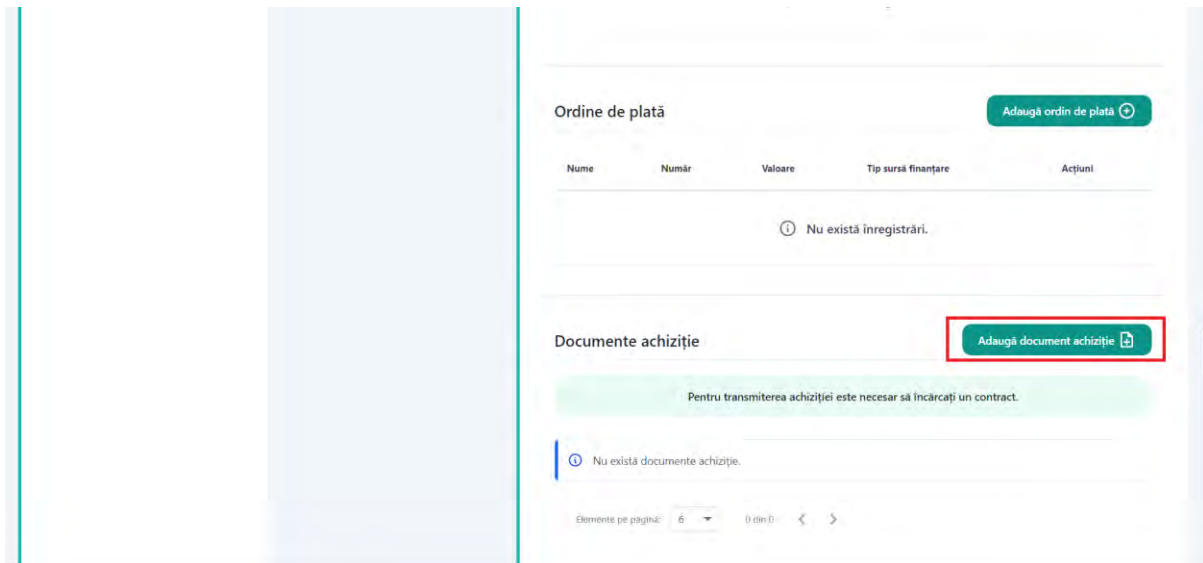 Ordine de plată
Adaugă ordin de plată
Nume Număr Valoare Tip sursă finanțare Acțiuni
Nu există înregistrări.
Documente achiziție
Adaugă document achiziție
Pentru transmiterea achiziției este necesar să încărcați un contract.
Nu există documente achiziție.
Elemente pe pagină: 6 0 din 0